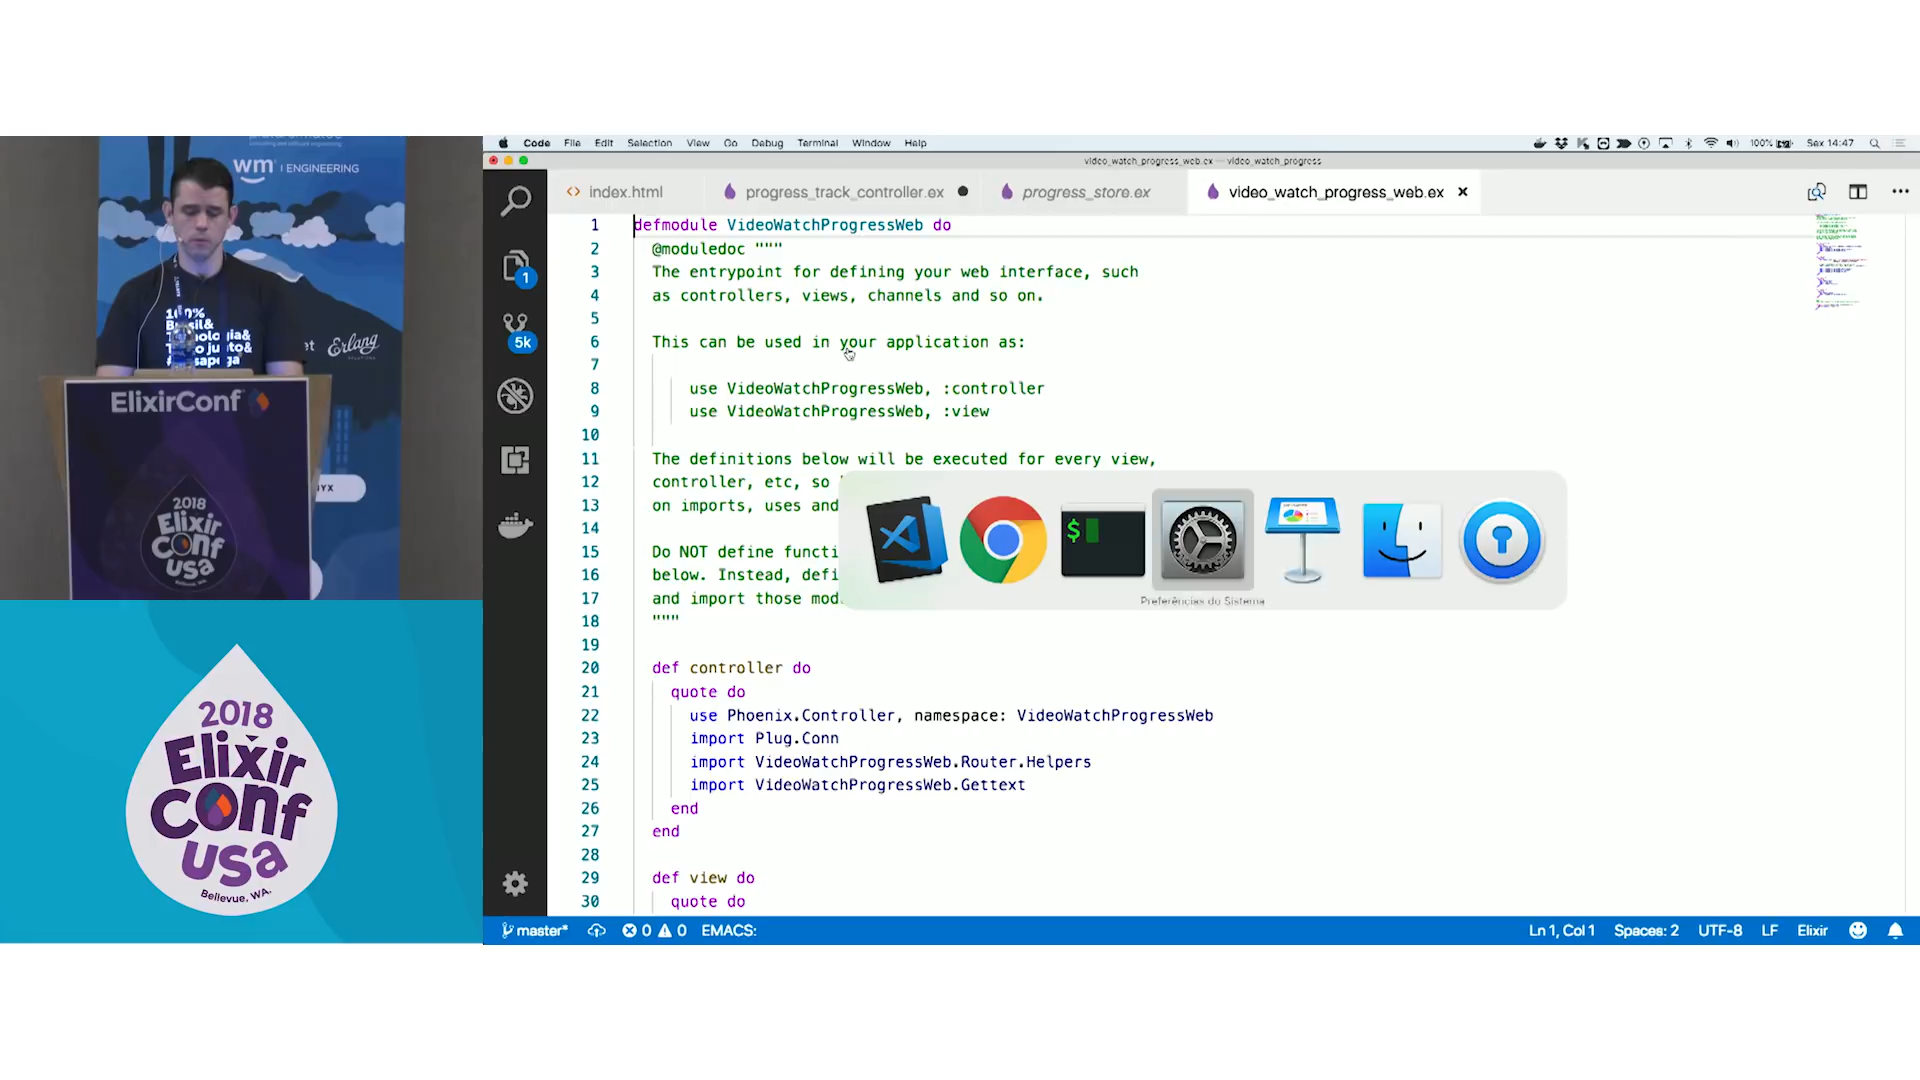 wm | ENGINEERING
100%
Brasil&
Erlang
SOLUTIONS
ElixirConf
2018
Elixir
Conf
USA
2018
Elixir
Conf
USA
Bellevue, WA.
Code File Edit Selection View Go Debug Terminal Window Help
100% Sex 14:47
video_watch_progress_web.ex — video_watch_progress
<> index.html
progress_track_controller.ex
progress_store.ex
video_watch_progress_web.ex
1
5k
1 defmodule VideoWatchProgressWeb do
2 @moduledoc """
3 The entrypoint for defining your web interface, such
4 as controllers, views, channels and so on.
5
6 This can be used in your application as:
7
8 use VideoWatchProgressWeb, :controller
9 use VideoWatchProgressWeb, :view
10
11 The definitions below will be executed for every view,
12 controller, etc, so
13 on imports, uses and
14
15 Do NOT define functi
16 below. Instead, defi
17 and import those mod
18 """
19
20 def controller do
21 quote do
22 use Phoenix.Controller, namespace: VideoWatchProgressWeb
23 import Plug.Conn
24 import VideoWatchProgressWeb.Router.Helpers
25 import VideoWatchProgressWeb.Gettext
26 end
27 end
28
29 def view do
30 quote do
$
Preferências do Sistema
master* 0 0 EMACS:
Ln 1, Col 1 Spaces: 2 UTF-8 LF Elixir